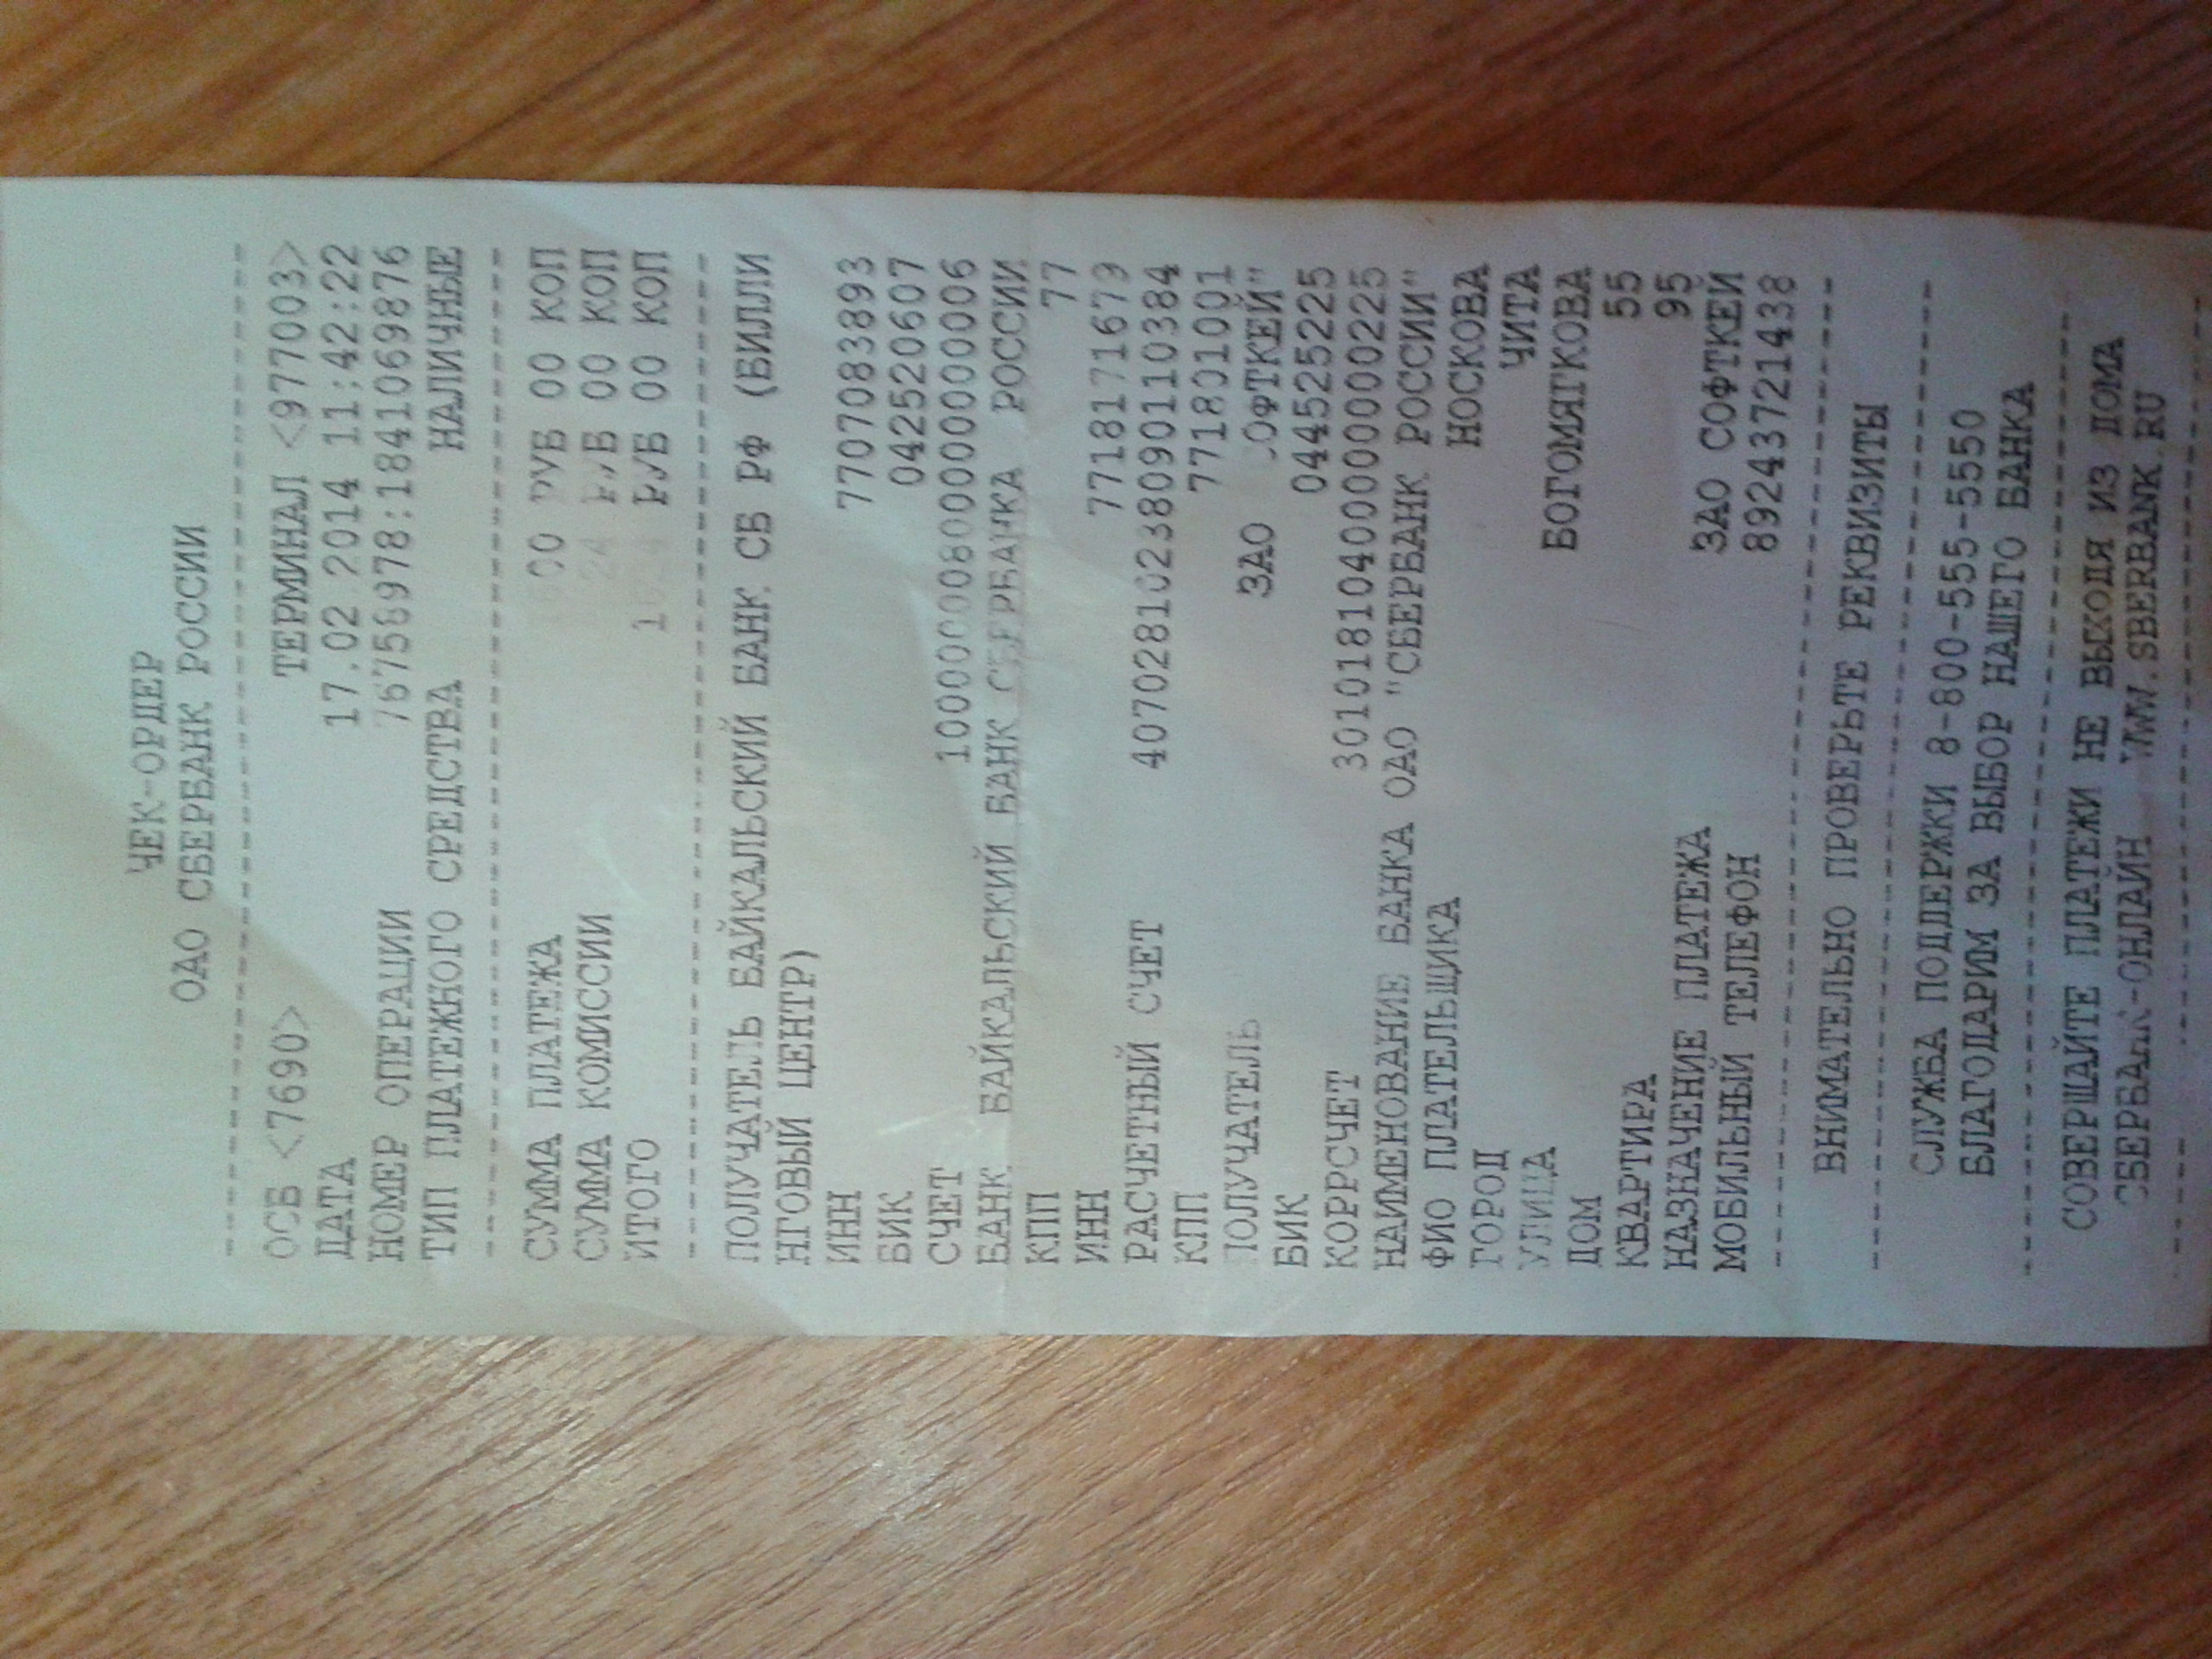 ЧЕК-ОРДЕР
ОАО СБЕРБАНК РОССИИ
ОСБ <7690> ТЕРМИНАЛ <977003>
ДАТА 17.02.2014 11:42:22
НОМЕР ОПЕРАЦИИ
ТИП ПЛАТЕЖНОГО СРЕДСТВА НАЛИЧНЫЕ
СУММА ПЛАТЕЖА РУБ 00 КОП
СУММА КОМИССИИ РУБ 00 КОП
ИТОГО РУБ 00 КОП
ПОЛУЧАТЕЛЬ БАЙКАЛЬСКИЙ БАНК СБ РФ (БИЛЛИ
НГОВЫЙ ЦЕНТР)
ИНН 7707083893
БИК 042520607
СЧЕТ
БАНК БАЙКАЛЬСКИЙ БАНК СБЕРБАНКА РОССИИ
КПП 77
ИНН 7718171679
РАСЧЕТНЫЙ СЧЕТ 40702810238090110384
КПП 771801001
ПОЛУЧАТЕЛЬ ЗАО СОФТКЕЙ"
БИК 044525225
КОРРСЧЕТ 30101810400000000225
НАИМЕНОВАНИЕ БАНКА ОАО "СБЕРБАНК РОССИИ"
ФИО ПЛАТЕЛЬЩИКА НОСКОВА
ГОРОД ЧИТА
УЛИЦА БОГОМЯГКОВА
ДОМ 55
КВАРТИРА 95
НАЗНАЧЕНИЕ ПЛАТЕЖА ЗАО СОФТКЕЙ
МОБИЛЬНЫЙ ТЕЛЕФОН 89243721438
ВНИМАТЕЛЬНО ПРОВЕРЬТЕ РЕКВИЗИТЫ
СЛУЖБА ПОДДЕРЖКИ 8-800-555-5550
БЛАГОДАРИМ ЗА ВЫБОР НАШЕГО БАНКА
СОВЕРШАЙТЕ ПЛАТЕЖИ НЕ ВЫХОДЯ ИЗ ДОМА
СБЕРБАНК-ОНЛАЙН WWW.SBERBANK.RU